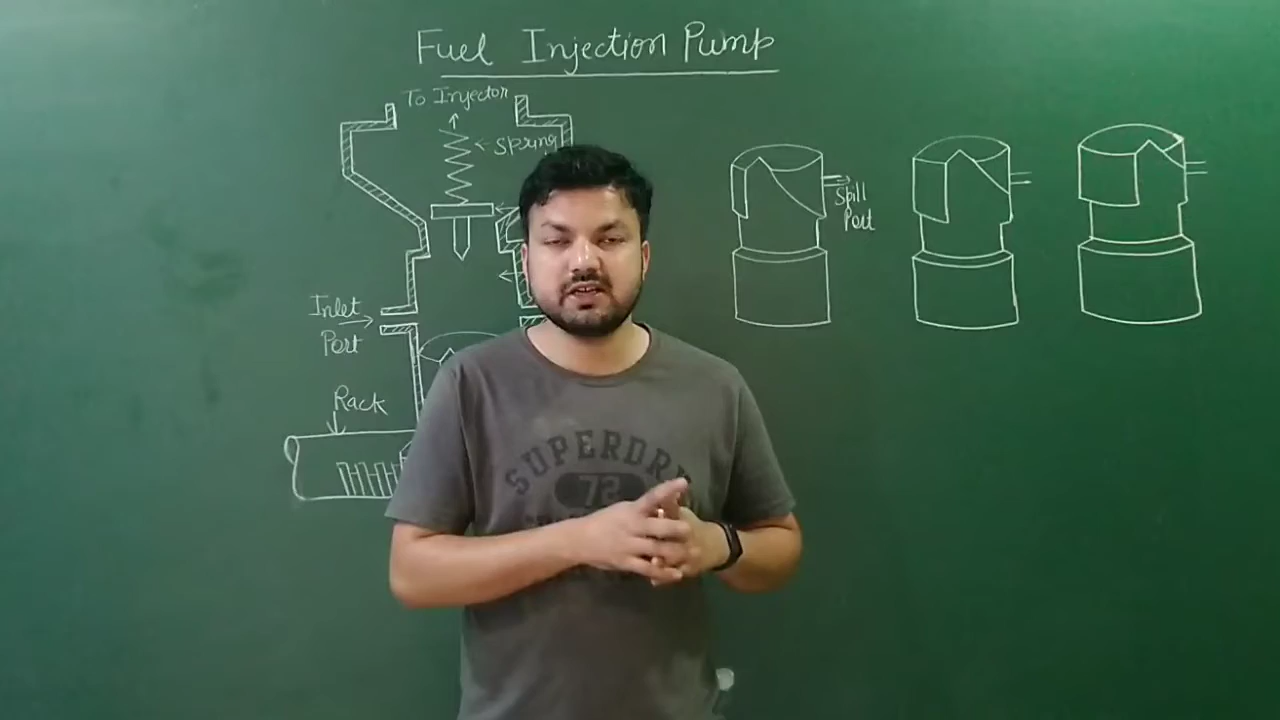 Fuel Injection Pump
To Injector
Spring
Spill
Port
Inlet
Port
Rack
SUPERDRY
72